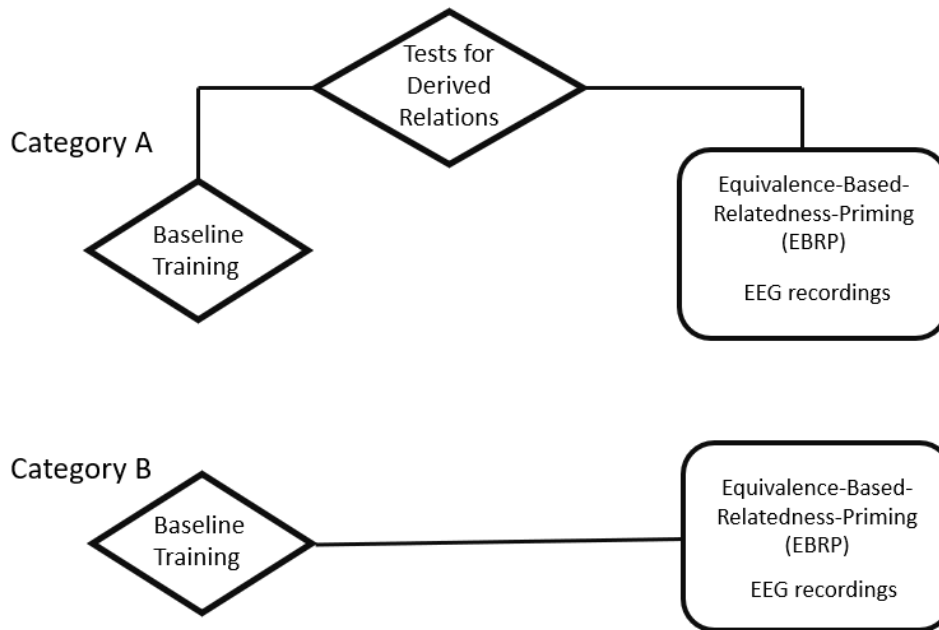 Tests for
Derived
Relations
Category A
Baseline
Training
Equivalence-Based-
Relatedness-Priming
(EBRP)
EEG recordings
Category B
Baseline
Training
Equivalence-Based-
Relatedness-Priming
(EBRP)
EEG recordings